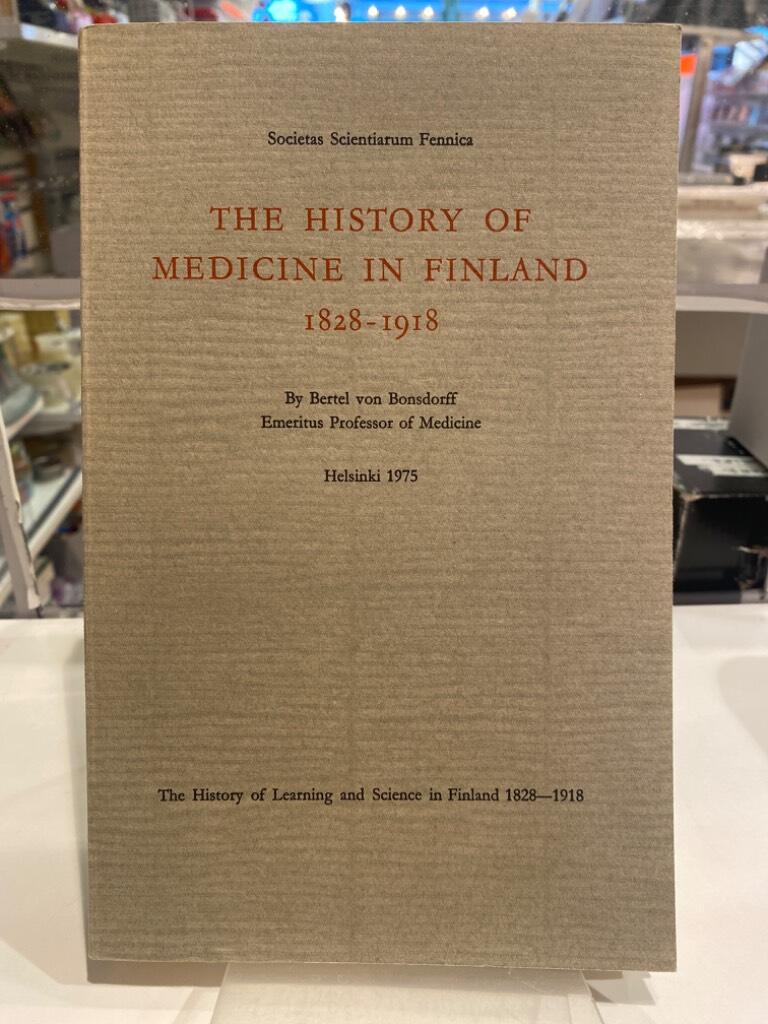 Societas Scientiarum Fennica
THE HISTORY OF
MEDICINE IN FINLAND
1828-1918
By Bertel von Bonsdorff
Emeritus Professor of Medicine
Helsinki 1975
The History of Learning and Science in Finland 1828—1918